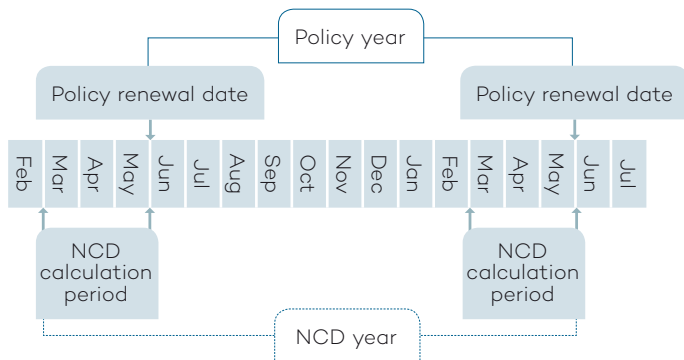 Policy year
Policy renewal date
Policy renewal date
Feb
Mar
Apr
May
Jun
Jul
Aug
Sep
Oct
Nov
Dec
Jan
Feb
Mar
Apr
May
Jun
Jul
NCD
calculation
period
NCD
calculation
period
NCD year